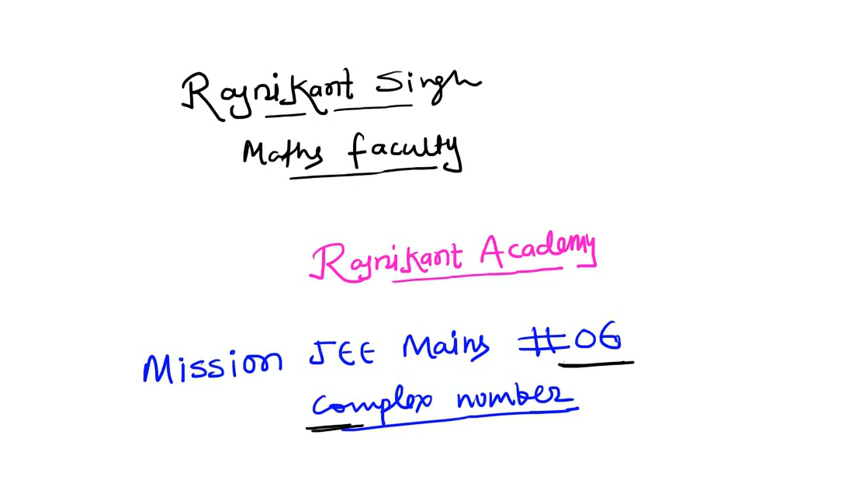 Rajnikant Singh
Maths faculty
Rajnikant Academy
Mission JEE Mains #06
complex number